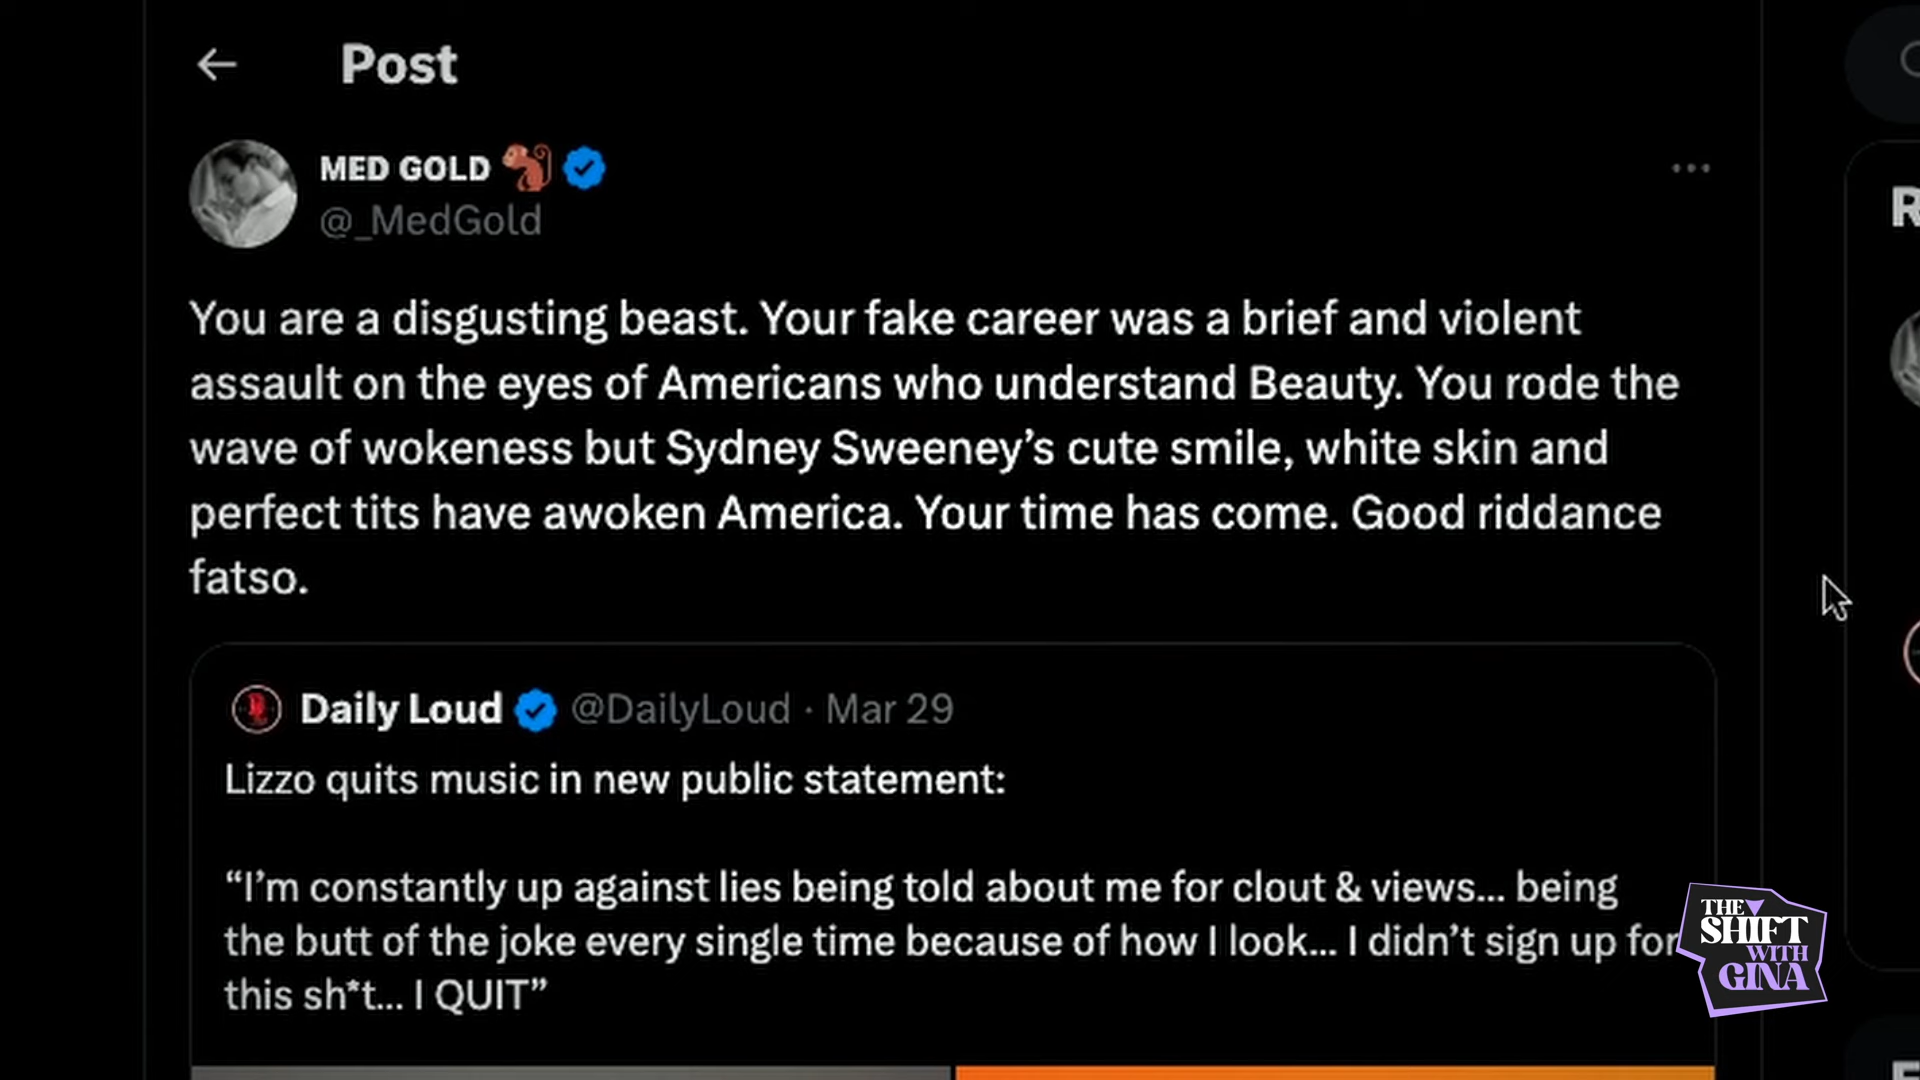 Post
MED GOLD
@_MedGold
You are a disgusting beast. Your fake career was a brief and violent
assault on the eyes of Americans who understand Beauty. You rode the
wave of wokeness but Sydney Sweeney’s cute smile, white skin and
perfect tits have awoken America. Your time has come. Good riddance
fatso.
Daily Loud @DailyLoud · Mar 29
Lizzo quits music in new public statement:
“I’m constantly up against lies being told about me for clout & views... being
the butt of the joke every single time because of how I look... I didn’t sign up for
this sh*t... I QUIT”
THE
SHIFT
WITH
GINA